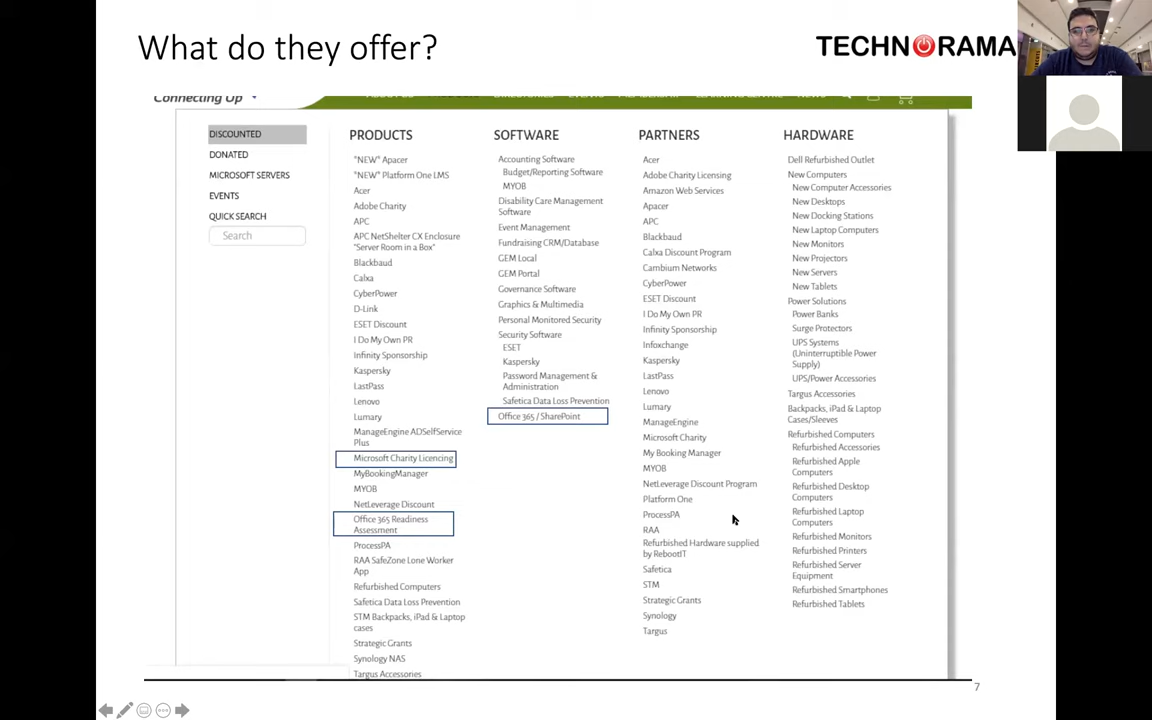 What do they offer?
TECHNORAMA
Connecting Up
DISCOUNTED
DONATED
MICROSOFT SERVERS
EVENTS
QUICK SEARCH
Search
PRODUCTS
*NEW* Apacer
*NEW* Platform One LMS
Acer
Adobe Charity
APC
APC NetShelter CX Enclosure
"Server Room in a Box"
Blackbaud
Calxa
CyberPower
D-Link
ESET Discount
I Do My Own PR
Infinity Sponsorship
Kaspersky
LastPass
Lenovo
Lumary
ManageEngine ADSelfService
Plus
Microsoft Charity Licencing
MyBookingManager
MYOB
NetLeverage Discount
Office 365 Readiness
Assessment
ProcessPA
RAA SafeZone Lone Worker
App
Refurbished Computers
Safetica Data Loss Prevention
STM Backpacks, iPad & Laptop
cases
Strategic Grants
Synology NAS
Targus Accessories
SOFTWARE
Accounting Software
Budget/Reporting Software
MYOB
Disability Care Management
Software
Event Management
Fundraising CRM/Database
GEM Local
GEM Portal
Governance Software
Graphics & Multimedia
Personal Monitored Security
Security Software
ESET
Kaspersky
Password Management &
Administration
Safetica Data Loss Prevention
Office 365 / SharePoint
PARTNERS
Acer
Adobe Charity Licensing
Amazon Web Services
Apacer
APC
Blackbaud
Calxa Discount Program
Cambium Networks
CyberPower
ESET Discount
I Do My Own PR
Infinity Sponsorship
Infoxchange
Kaspersky
LastPass
Lenovo
Lumary
ManageEngine
Microsoft Charity
My Booking Manager
MYOB
NetLeverage Discount Program
Platform One
ProcessPA
RAA
Refurbished Hardware supplied
by RebootIT
Safetica
STM
Strategic Grants
Synology
Targus
HARDWARE
Dell Refurbished Outlet
New Computers
New Computer Accessories
New Desktops
New Docking Stations
New Laptop Computers
New Monitors
New Projectors
New Servers
New Tablets
Power Solutions
Power Banks
Surge Protectors
UPS Systems
(Uninterruptible Power
Supply)
UPS/Power Accessories
Targus Accessories
Backpacks, iPad & Laptop
Cases/Sleeves
Refurbished Computers
Refurbished Accessories
Refurbished Apple
Computers
Refurbished Desktop
Computers
Refurbished Laptop
Computers
Refurbished Monitors
Refurbished Printers
Refurbished Server
Equipment
Refurbished Smartphones
Refurbished Tablets
7